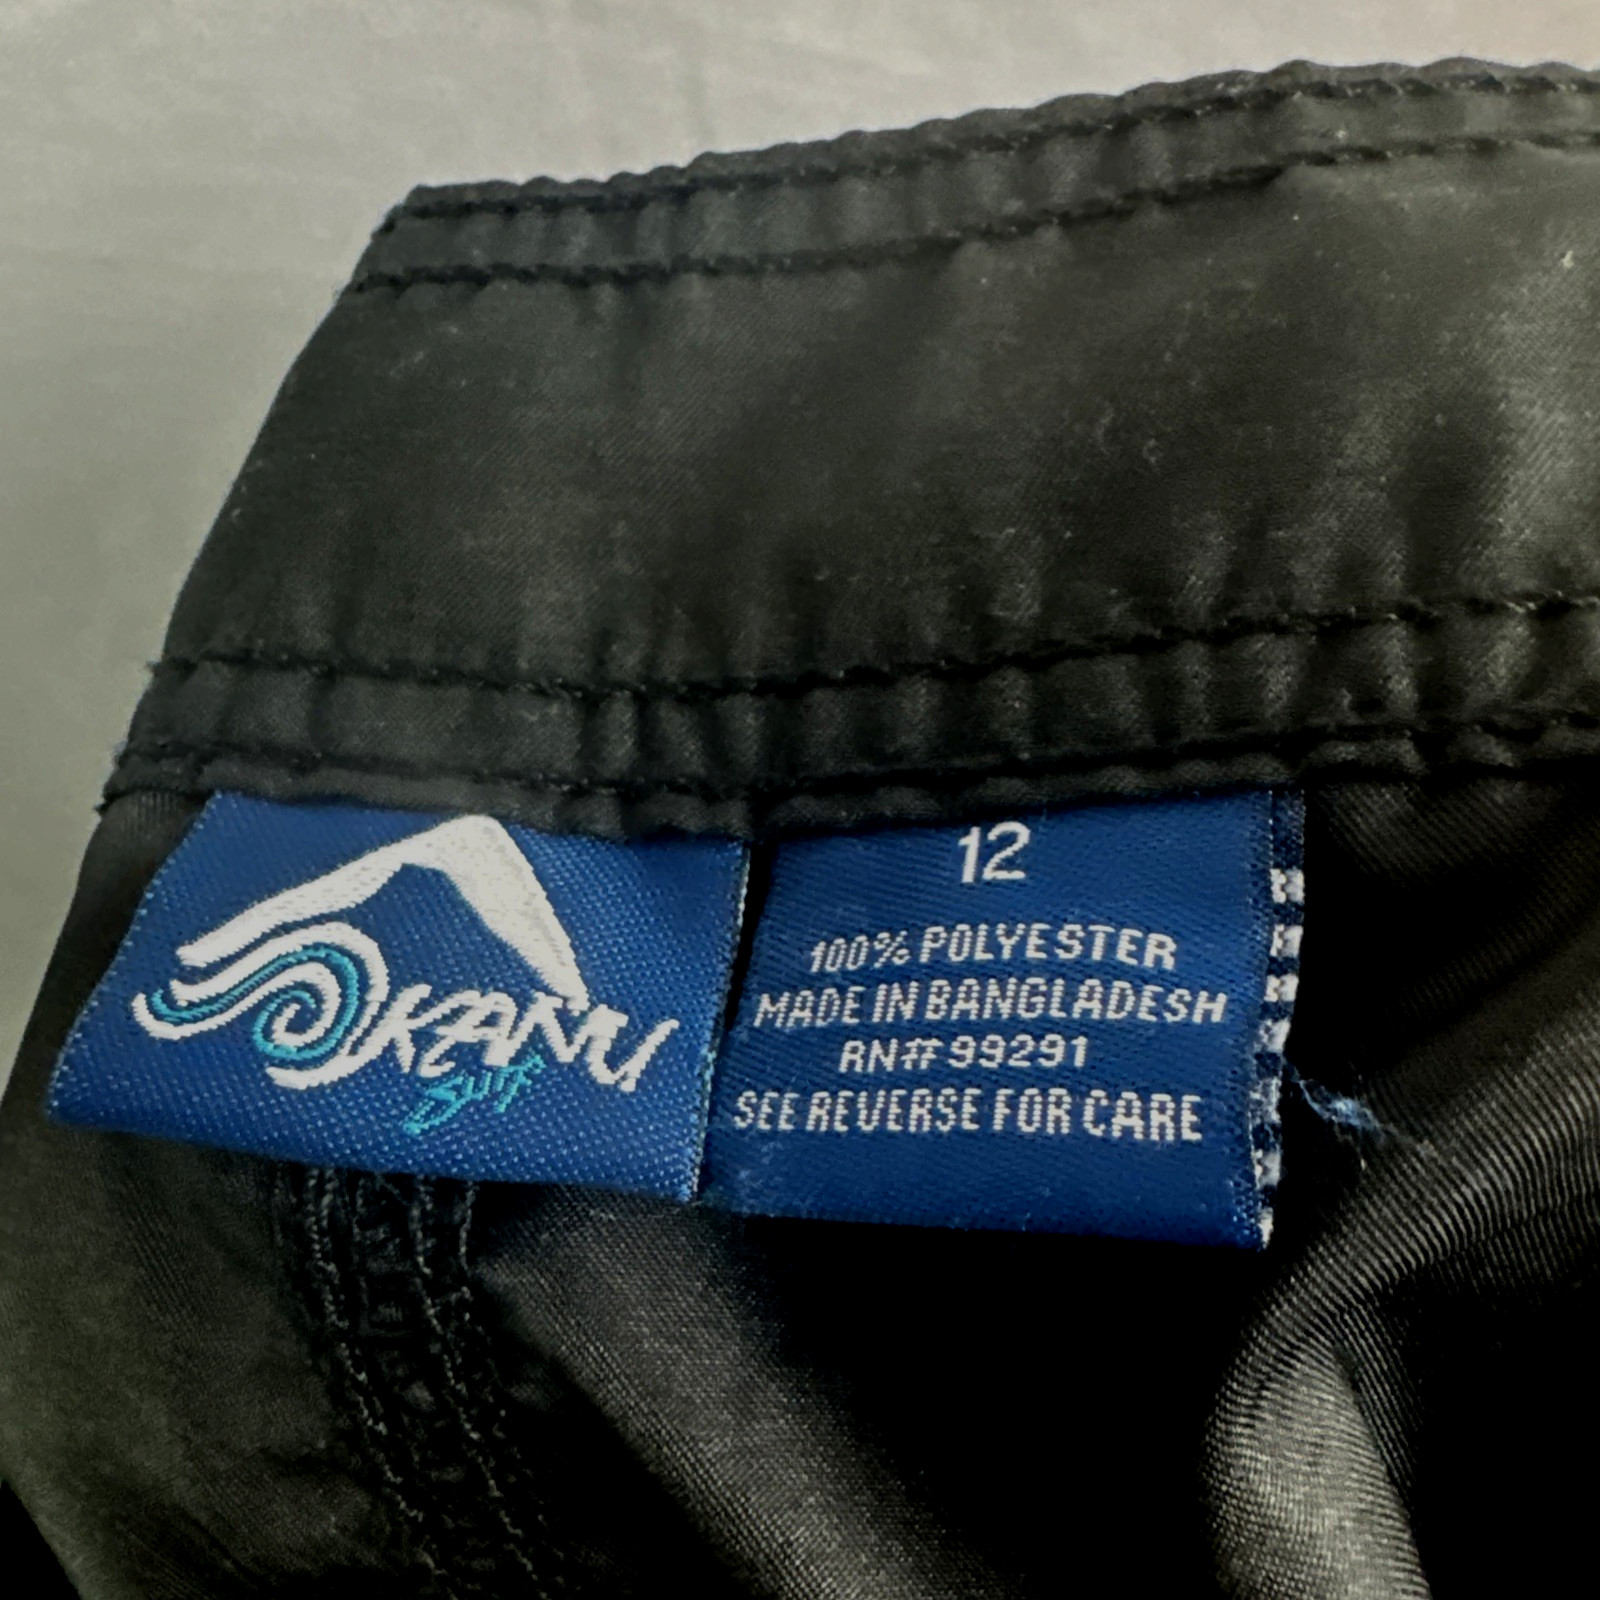 KANU
SURF
12
100% POLYESTER
MADE IN BANGLADESH
RN# 99291
SEE REVERSE FOR CARE